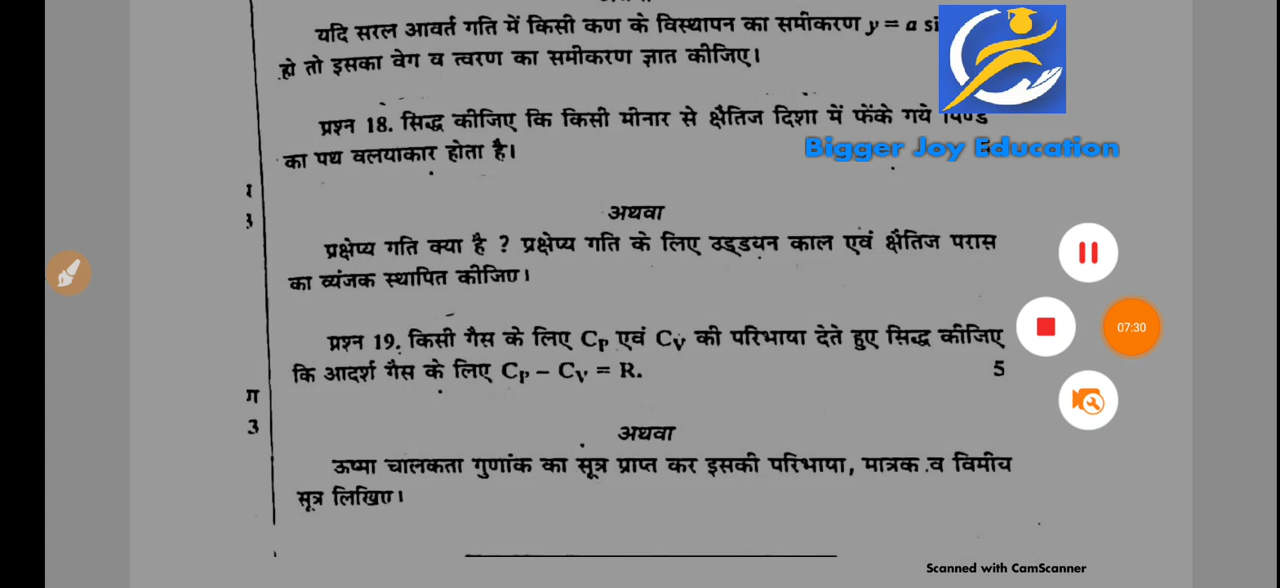 यदि सरल आवर्त गति में किसी कण के विस्थापन का समीकरण y = a si
हो तो इसका वेग व त्वरण का समीकरण ज्ञात कीजिए।
प्रश्न 18. सिद्ध कीजिए कि किसी मीनार से क्षैतिज दिशा में फेंके गये पिण्ड
का पथ वलयाकार होता है।
Bigger Joy Education
अथवा
प्रक्षेप्य गति क्या है ? प्रक्षेप्य गति के लिए उड्डयन काल एवं क्षैतिज परास
का व्यंजक स्थापित कीजिए।
प्रश्न 19. किसी गैस के लिए CP एवं CV की परिभाषा देते हुए सिद्ध कीजिए
07:30
कि आदर्श गैस के लिए CP – CV = R. 5
3
अथवा
ऊष्मा चालकता गुणांक का सूत्र प्राप्त कर इसकी परिभाषा, मात्रक व विमीय
सूत्र लिखिए।
Scanned with CamScanner